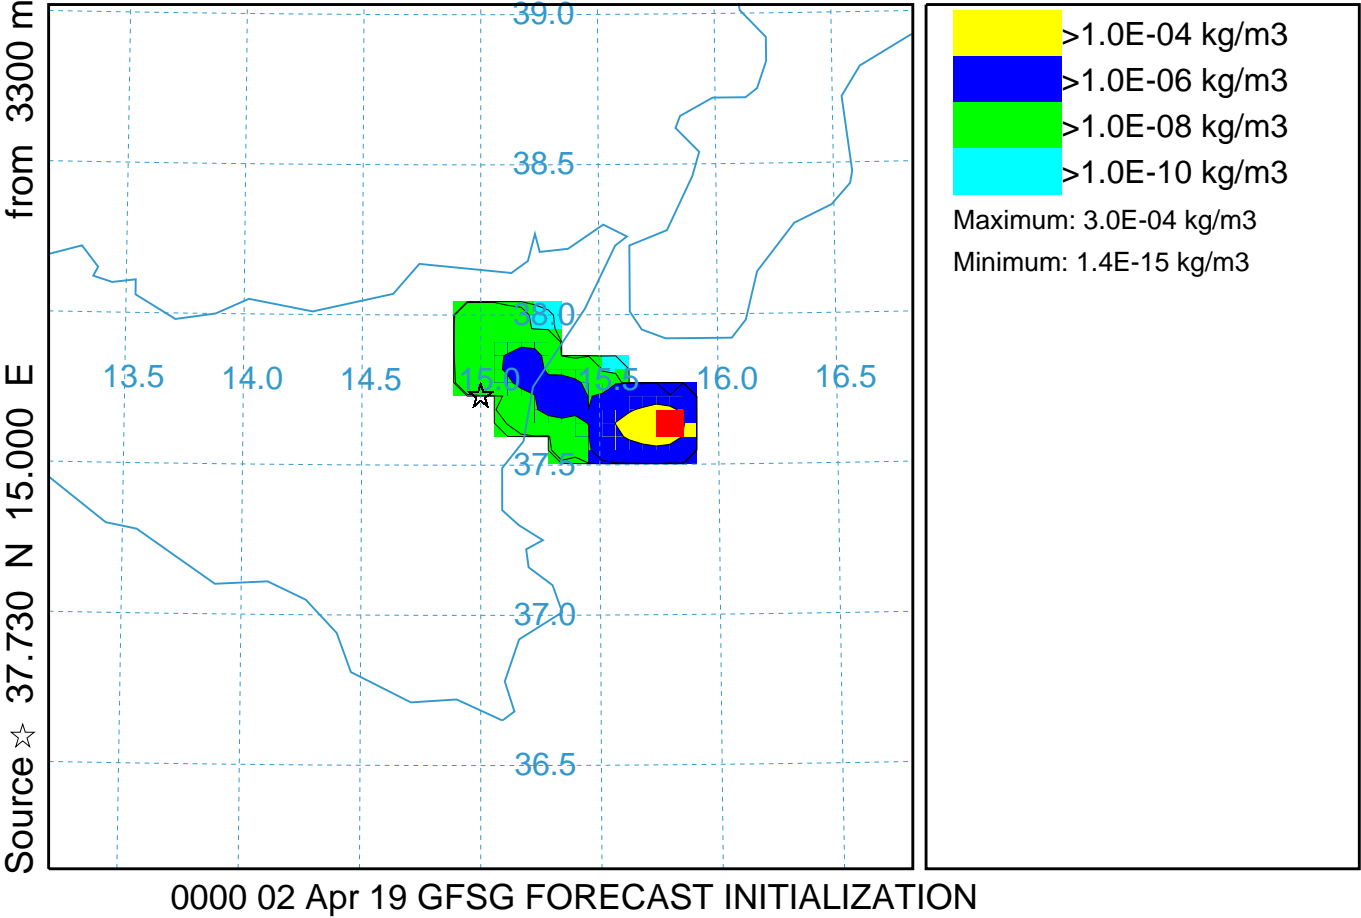 Source ☆ 37.730 N 15.000 E from 3300 m
39.0
38.5
38.0
13.5 14.0 14.5 15.0 15.5 16.0 16.5
37.5
37.0
36.5
>1.0E-04 kg/m3
>1.0E-06 kg/m3
>1.0E-08 kg/m3
>1.0E-10 kg/m3
Maximum: 3.0E-04 kg/m3
Minimum: 1.4E-15 kg/m3
0000 02 Apr 19 GFSG FORECAST INITIALIZATION